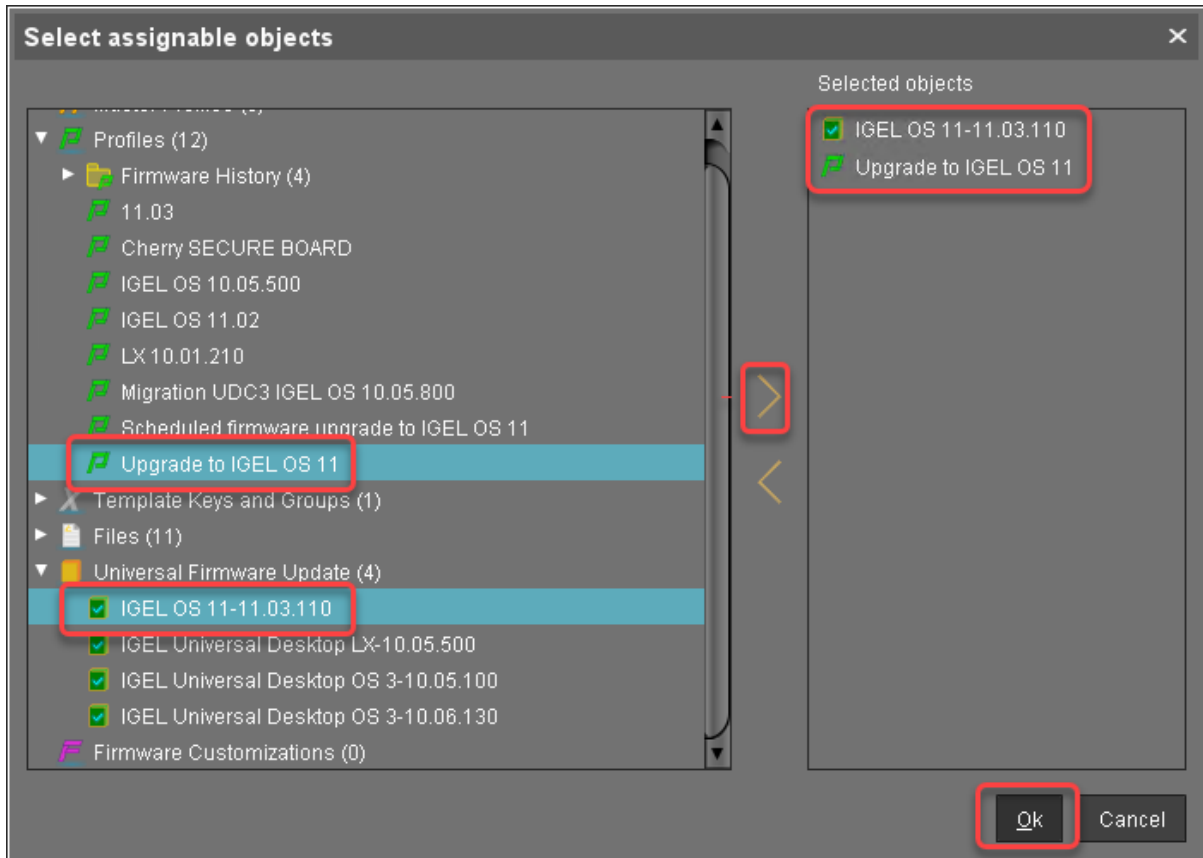 Select assignable objects
Selected objects
Profiles (12)
Firmware History (4)
11.03
Cherry SECURE BOARD
IGEL OS 10.05.500
IGEL OS 11.02
LX 10.01.210
Migration UDC3 IGEL OS 10.05.800
Scheduled firmware upgrade to IGEL OS 11
Upgrade to IGEL OS 11
Template Keys and Groups (1)
Files (11)
Universal Firmware Update (4)
IGEL OS 11-11.03.110
IGEL Universal Desktop LX-10.05.500
IGEL Universal Desktop OS 3-10.05.100
IGEL Universal Desktop OS 3-10.06.130
Firmware Customizations (0)
IGEL OS 11-11.03.110
Upgrade to IGEL OS 11
Ok
Cancel